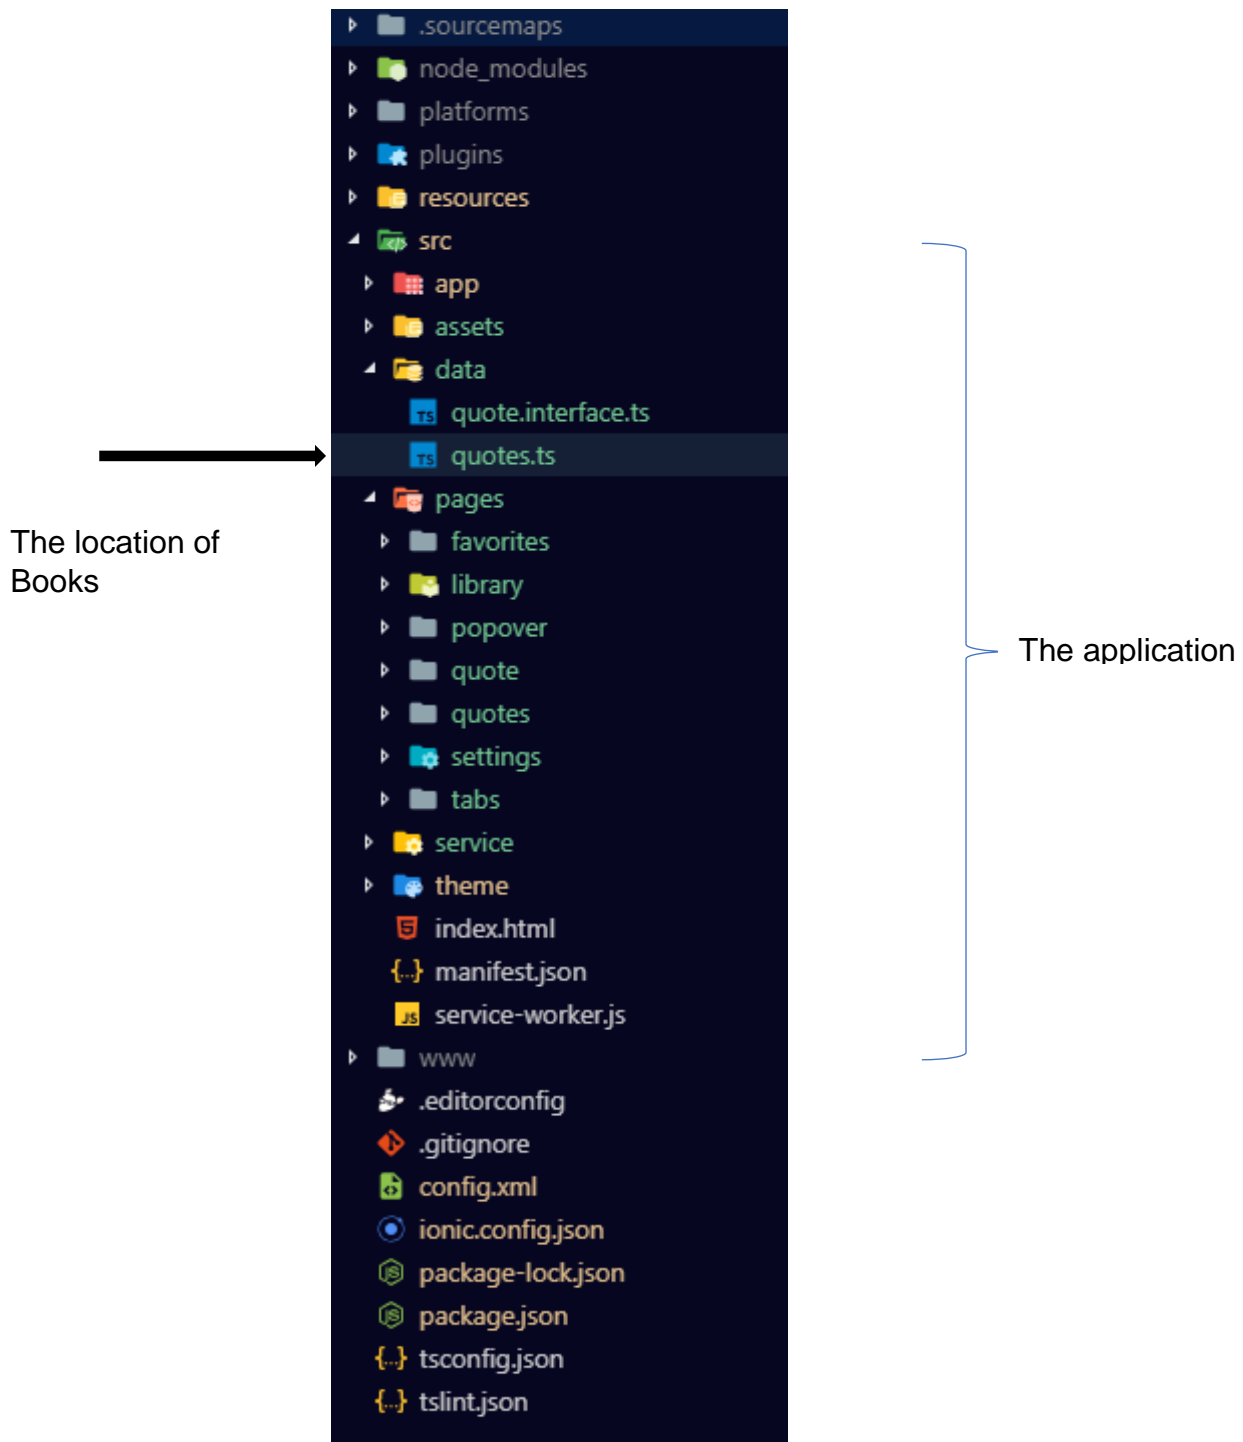 .sourcemaps
node_modules
platforms
plugins
resources
src
app
assets
data
quote.interface.ts
quotes.ts
pages
favorites
library
popover
quote
quotes
settings
tabs
service
theme
index.html
manifest.json
service-worker.js
www
.editorconfig
.gitignore
config.xml
ionic.config.json
package-lock.json
package.json
tsconfig.json
tslint.json
The location of
Books
The application